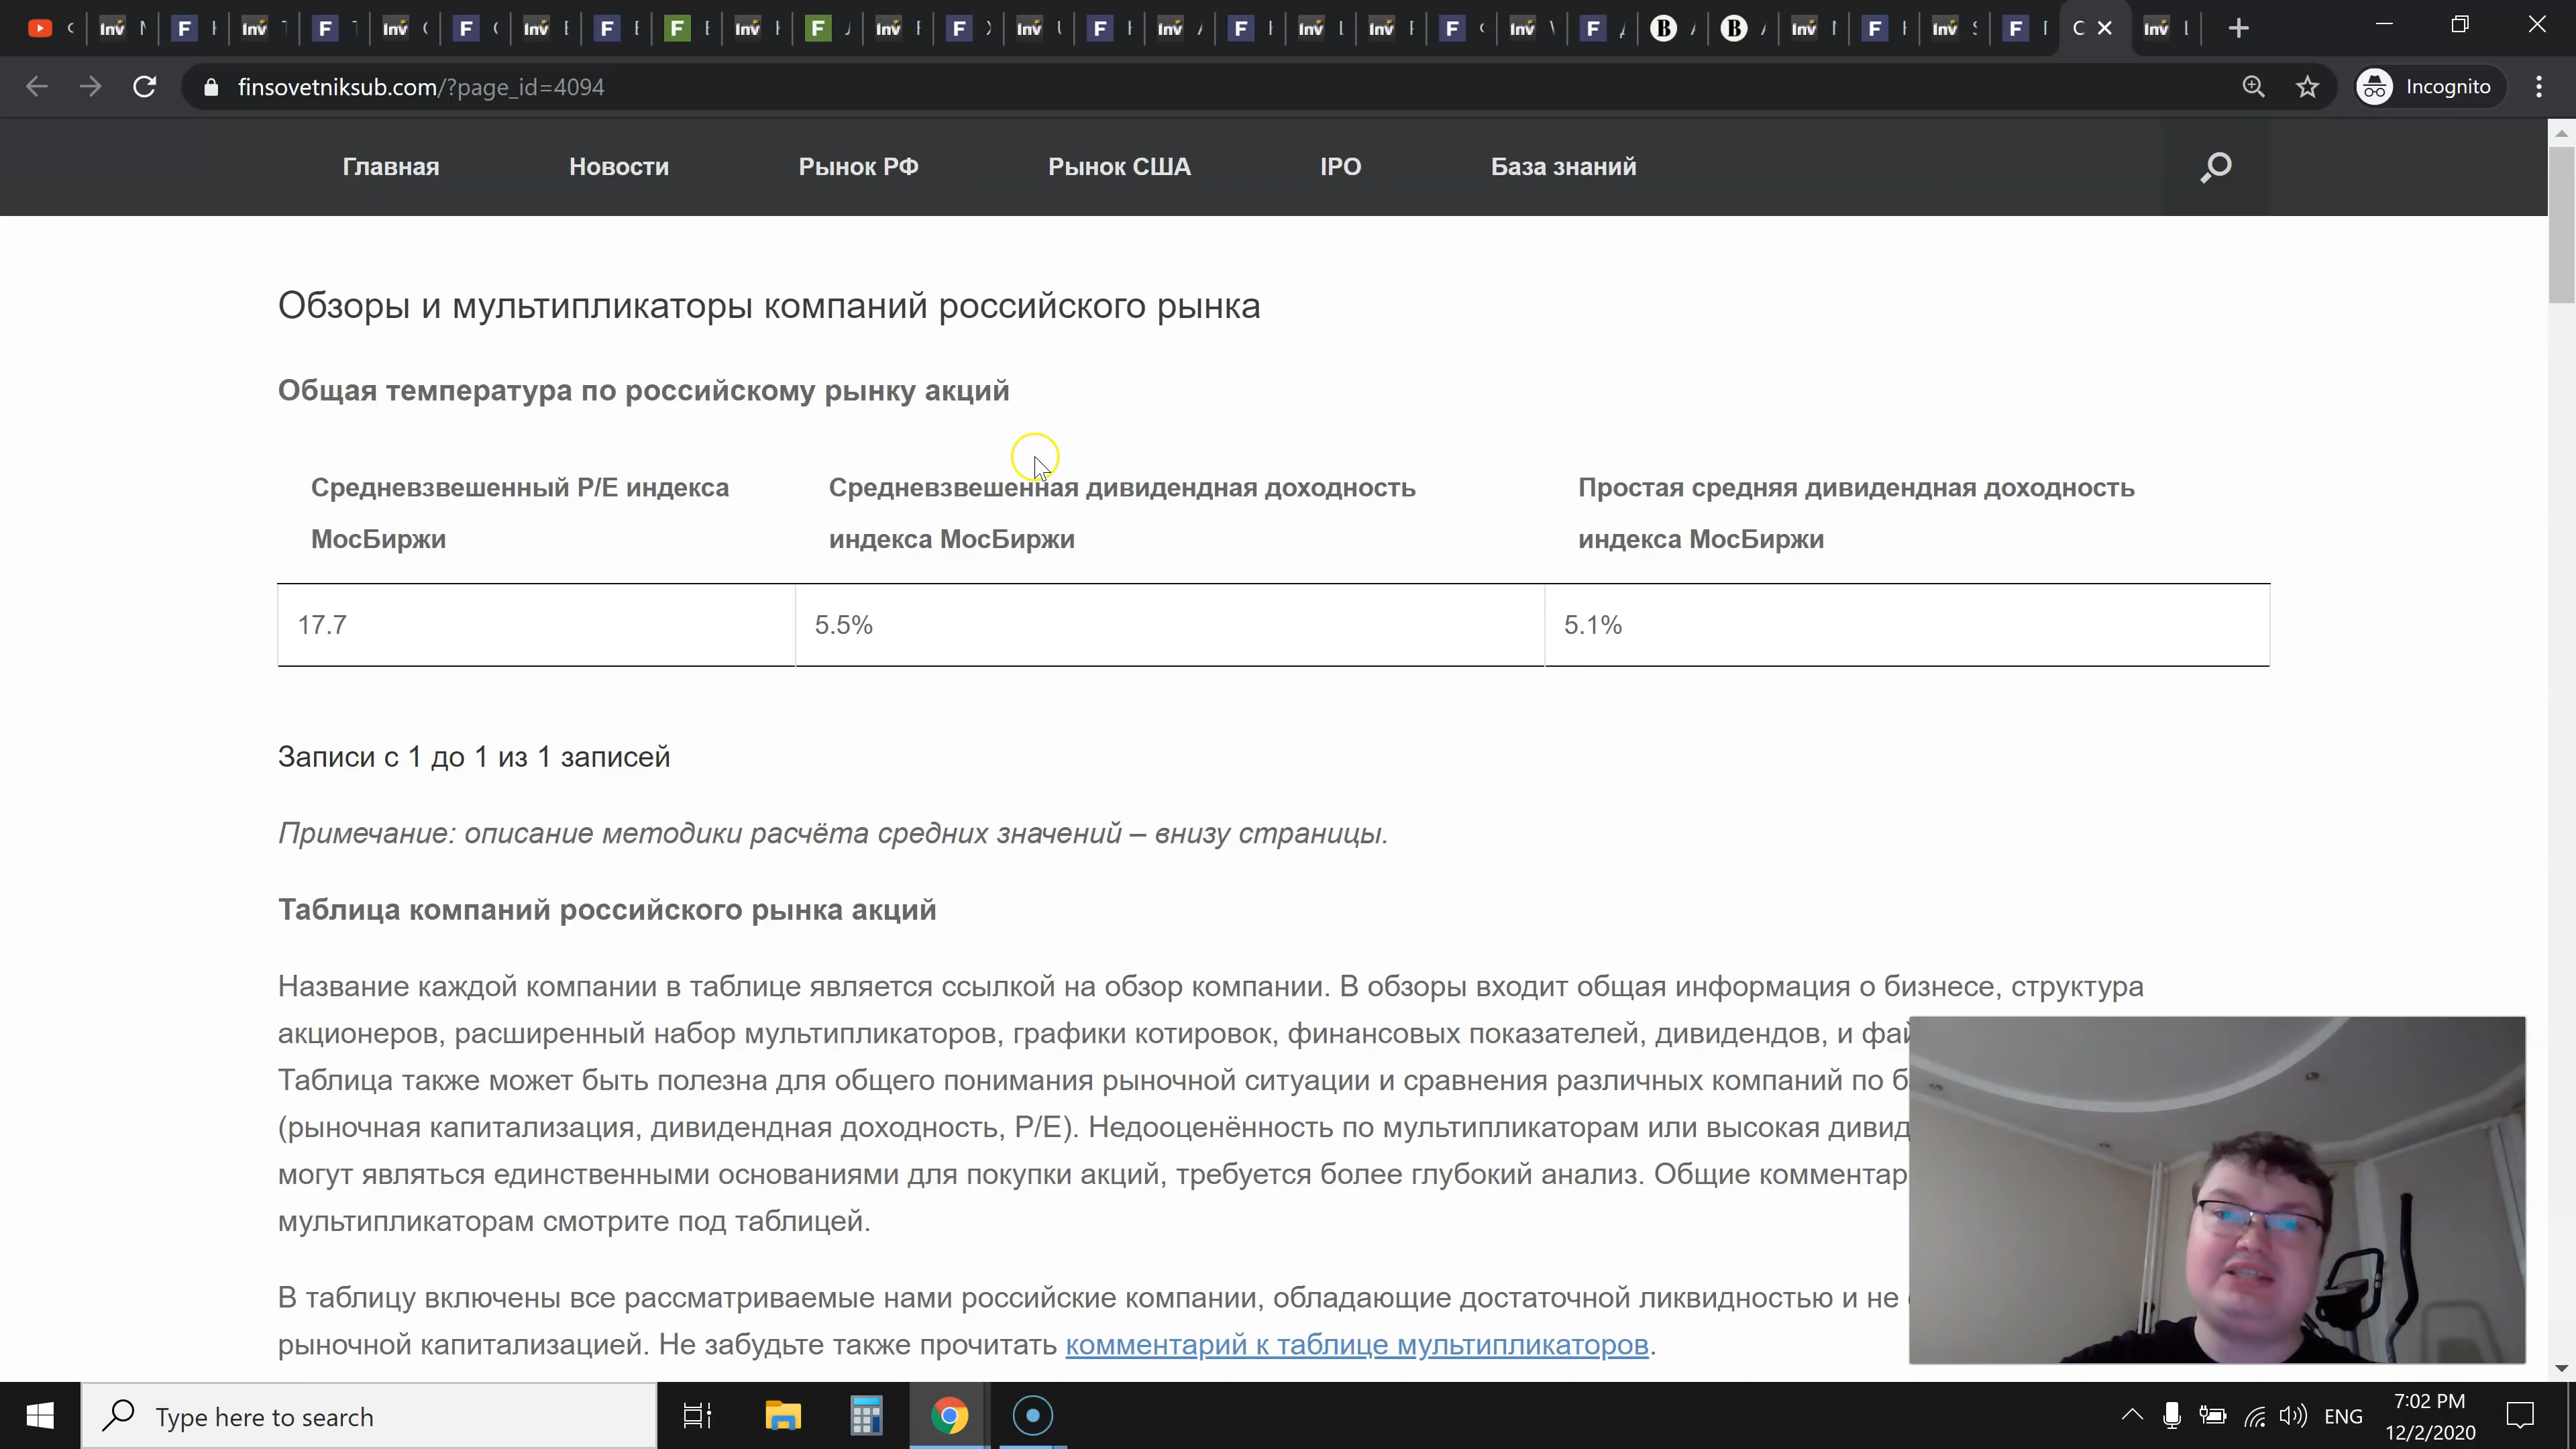 finsovetniksub.com/?page_id=4094
Incognito
Главная Новости Рынок РФ Рынок США IPO База знаний
Обзоры и мультипликаторы компаний российского рынка
Общая температура по российскому рынку акций
Средневзвешенный P/E индекса МосБиржи
Средневзвешенная дивидендная доходность индекса МосБиржи
Простая средняя дивидендная доходность индекса МосБиржи
17.7 5.5% 5.1%
Записи с 1 до 1 из 1 записей
Примечание: описание методики расчёта средних значений – внизу страницы.
Таблица компаний российского рынка акций
Название каждой компании в таблице является ссылкой на обзор компании. В обзоры входит общая информация о бизнесе, структура
акционеров, расширенный набор мультипликаторов, графики котировок, финансовых показателей, дивидендов, и
Таблица также может быть полезна для общего понимания рыночной ситуации и сравнения различных компаний по
(рыночная капитализация, дивидендная доходность, P/E). Недооценённость по мультипликаторам или высокая
могут являться единственными основаниями для покупки акций, требуется более глубокий анализ. Общие
мультипликаторам смотрите под таблицей.
В таблицу включены все рассматриваемые нами российские компании, обладающие достаточной ликвидностью и не
рыночной капитализацией. Не забудьте также прочитать комментарий к таблице мультипликаторов.
Type here to search
ENG
7:02 PM
12/2/2020